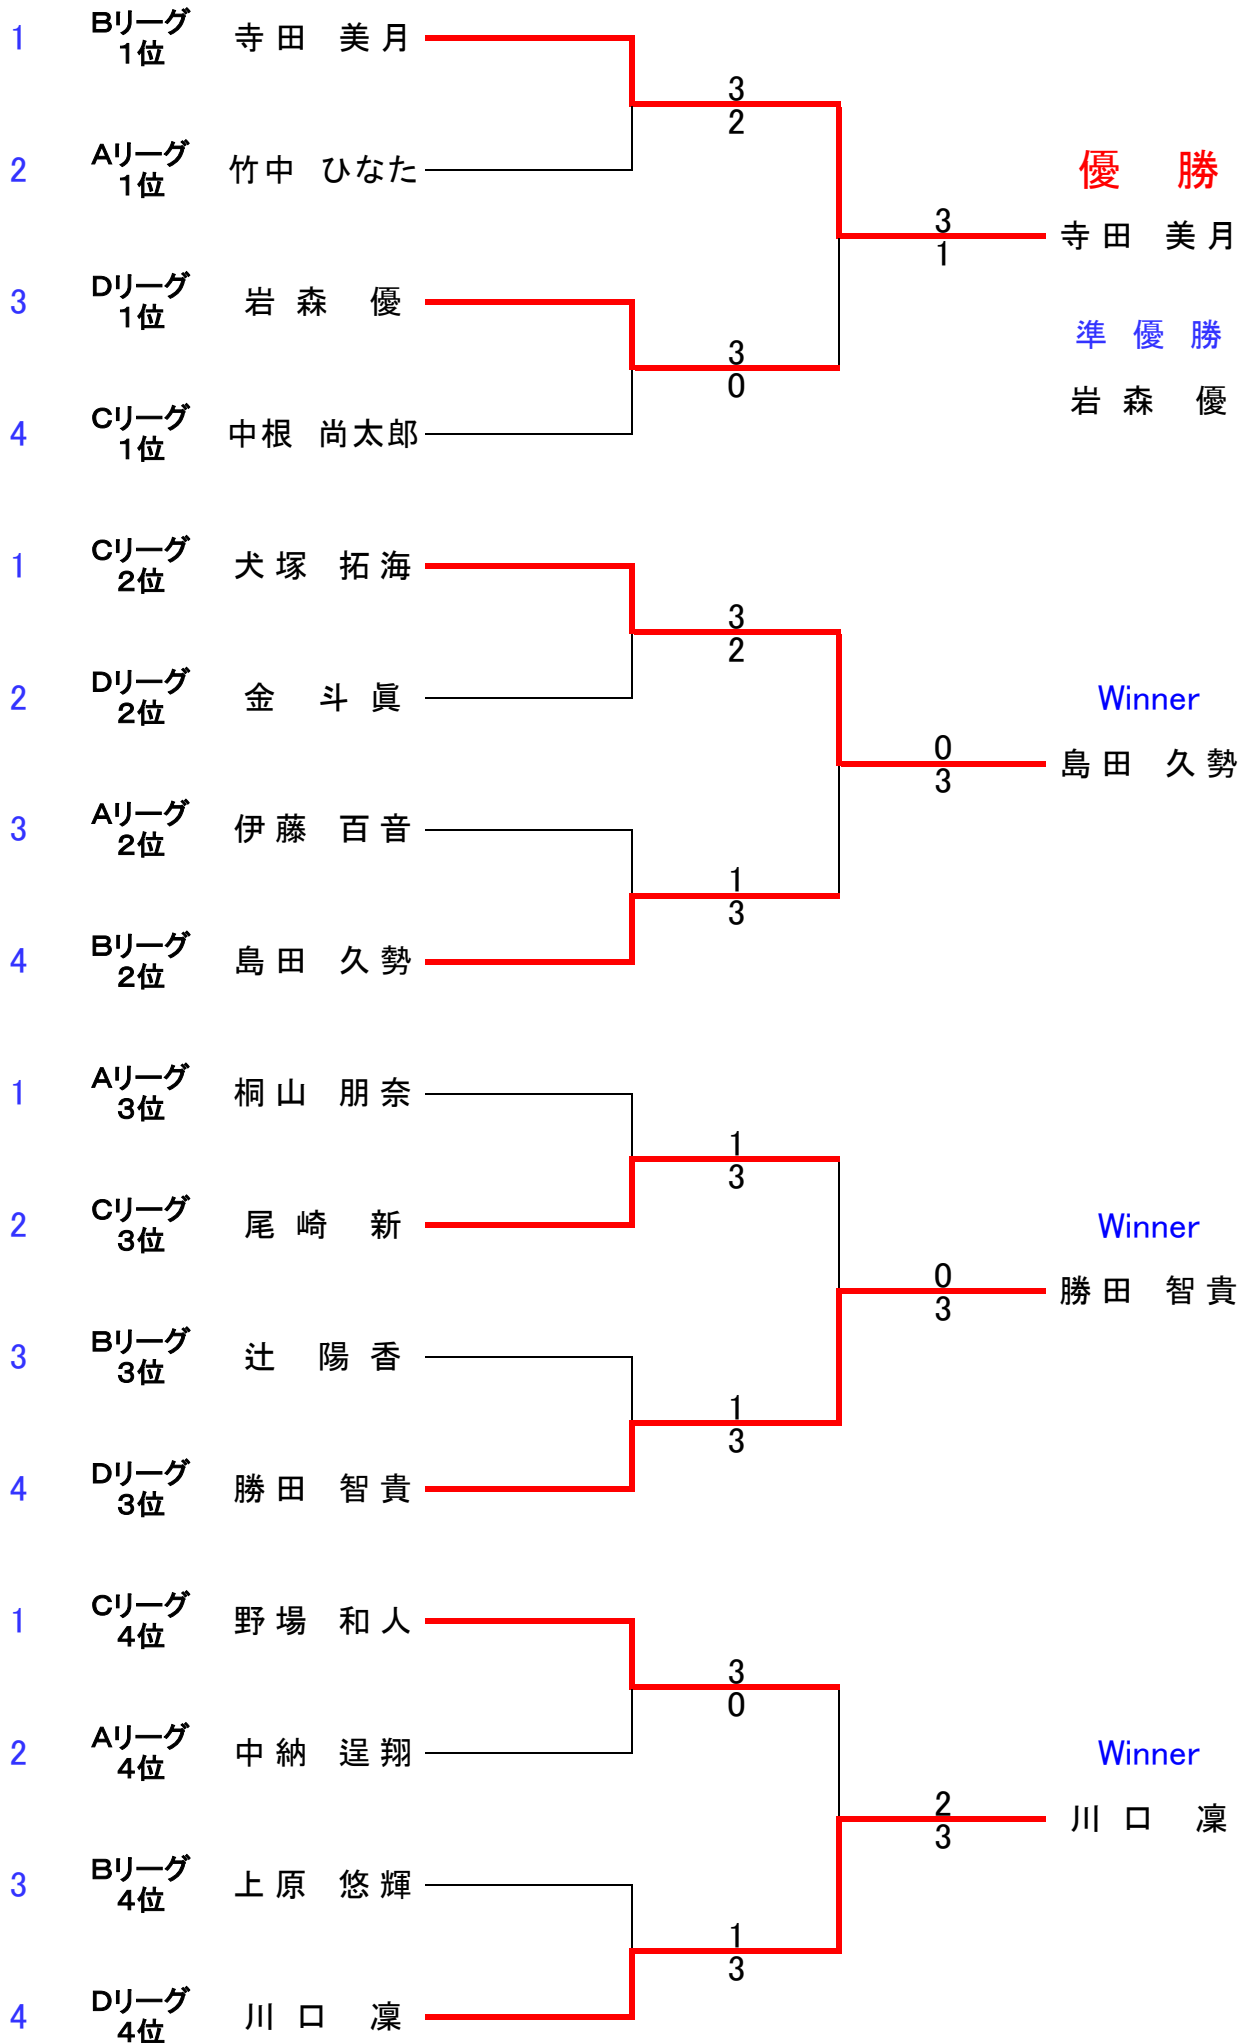 1 Bリーグ 1位 寺田 美月
3
2
2 Aリーグ 1位 竹中 ひなた
優 勝
3
1
寺田 美月
3 Dリーグ 1位 岩森 優
準優勝
3
0
岩森 優
4 Cリーグ 1位 中根 尚太郎
1 Cリーグ 2位 犬塚 拓海
3
2
2 Dリーグ 2位 金 斗眞
Winner
0
3
島田 久勢
3 Aリーグ 2位 伊藤 百音
1
3
4 Bリーグ 2位 島田 久勢
1 Aリーグ 3位 桐山 朋奈
1
3
2 Cリーグ 3位 尾崎 新
Winner
0
3
勝田 智貴
3 Bリーグ 3位 辻 陽香
1
3
4 Dリーグ 3位 勝田 智貴
1 Cリーグ 4位 野場 和人
3
0
2 Aリーグ 4位 中納 逞翔
Winner
2
3
川口 凜
3 Bリーグ 4位 上原 悠輝
1
3
4 Dリーグ 4位 川口 凜